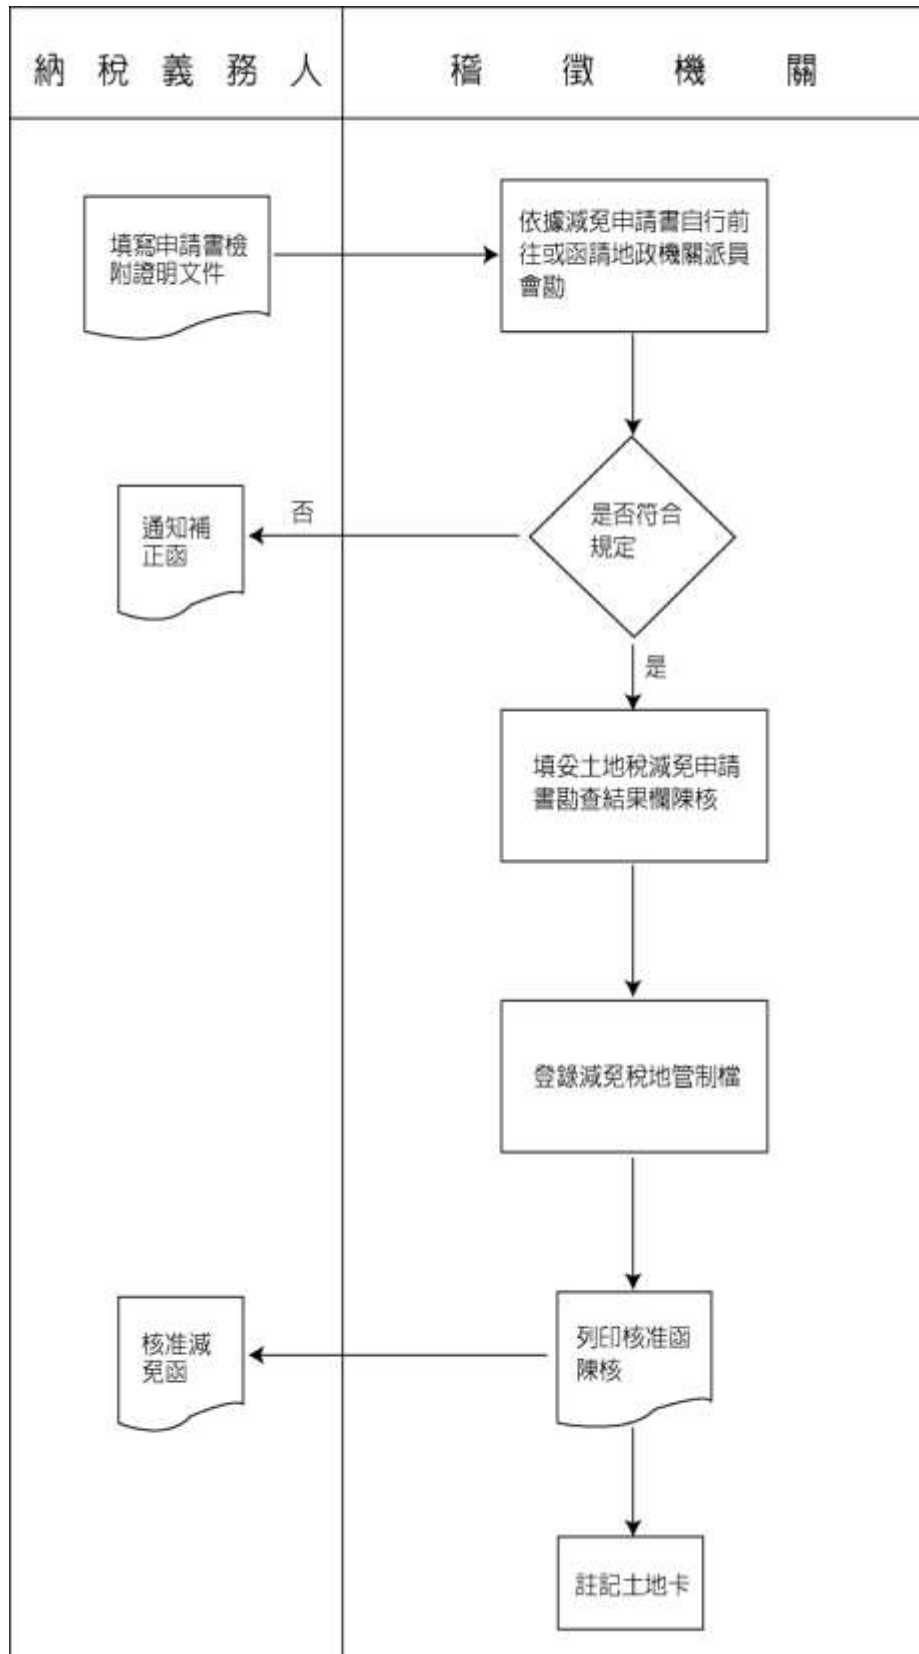 納稅義務人
稽徵機關
填寫申請書檢
附證明文件
依據減免申請書自行前
往或函請地政機關派員
會勘
通知補
正函
否
是否符合
規定
是
填妥土地稅減免申請
書勘查結果欄陳核
登錄減免稅地管制檔
核准減
免函
列印核准函
陳核
註記土地卡